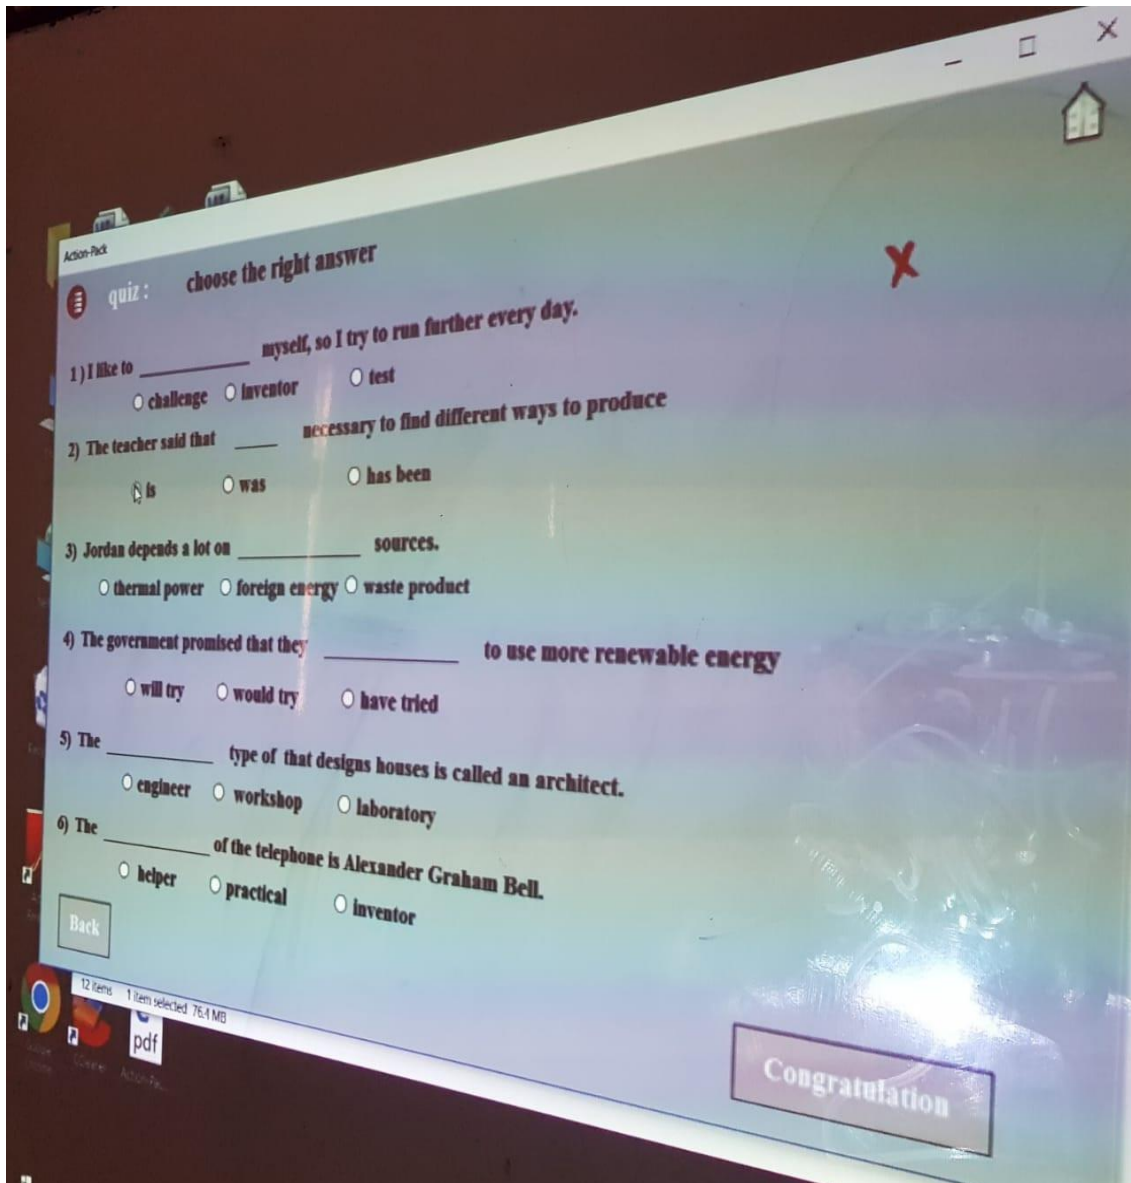 Action-Pack
quiz : choose the right answer
X
1 ) I like to __________ myself, so I try to run further every day.
challenge inventor test
2) The teacher said that ____ necessary to find different ways to produce
is was has been
3) Jordan depends a lot on ___________ sources.
thermal power foreign energy waste product
4) The government promised that they ____________ to use more renewable energy
will try would try have tried
5) The __________ type of that designs houses is called an architect.
engineer workshop laboratory
6) The __________ of the telephone is Alexander Graham Bell.
helper practical inventor
Back
12 items 1 item selected 76.4 MB
pdf
Congratulation